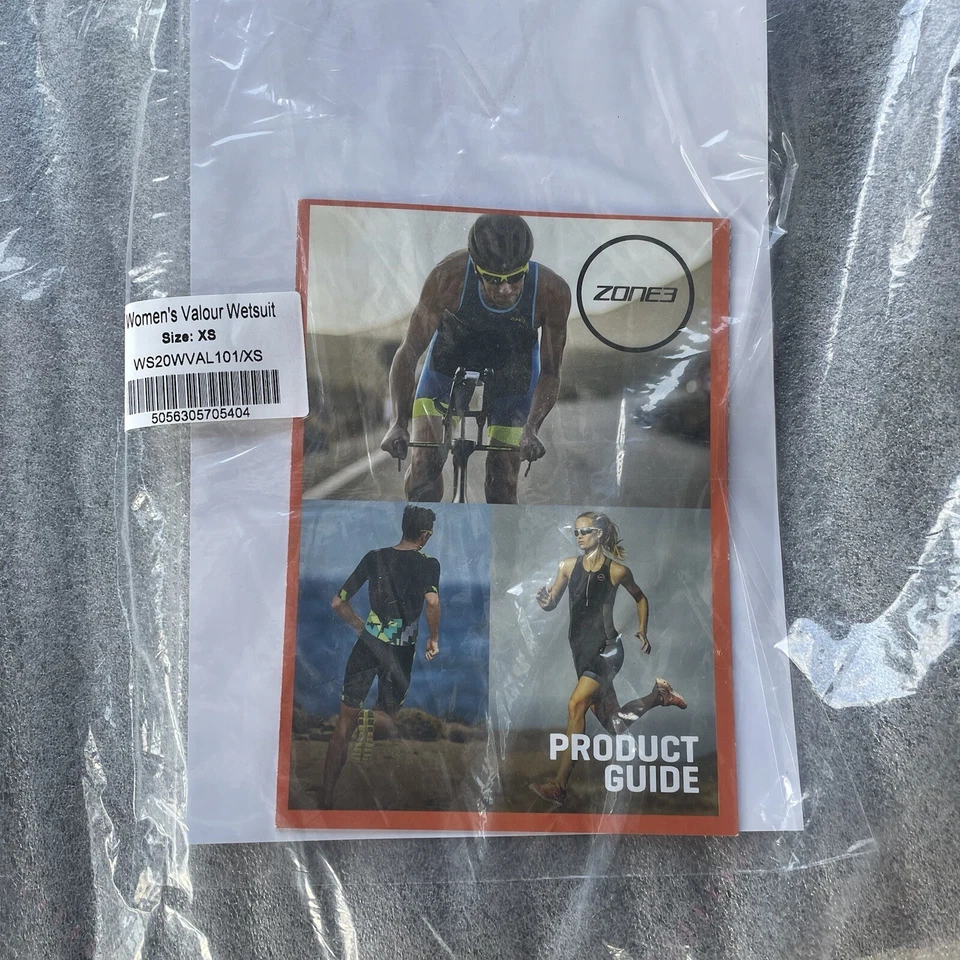 Women's Valour Wetsuit
Size: XS
WS20WVAL101/XS
5056305705404
ZONE3
PRODUCT
GUIDE